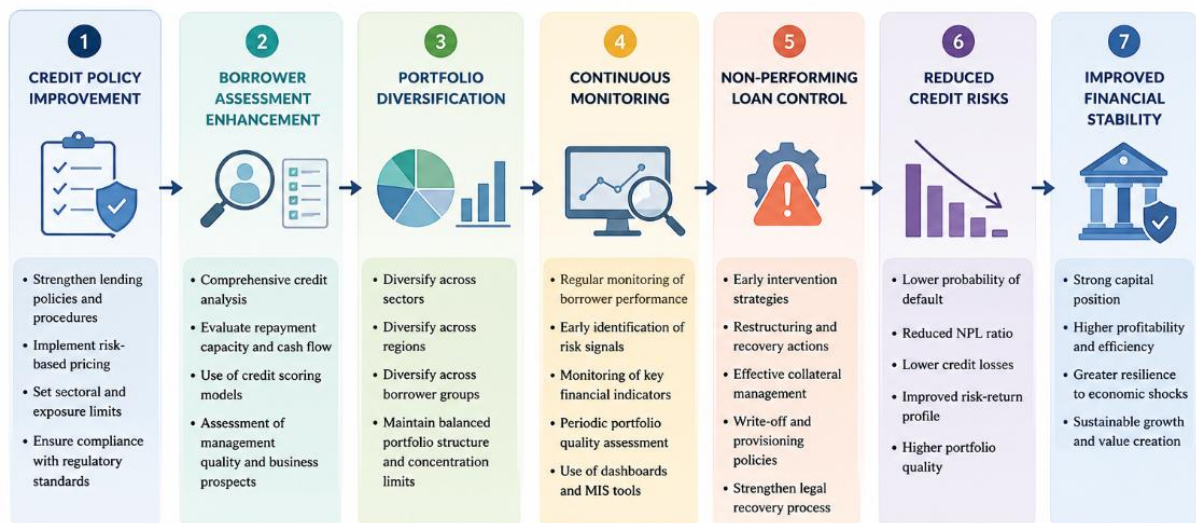 1
CREDIT POLICY
IMPROVEMENT
• Strengthen lending
policies and
procedures
• Implement risk-
based pricing
• Set sectoral and
exposure limits
• Ensure compliance
with regulatory
standards
2
BORROWER
ASSESSMENT
ENHANCEMENT
• Comprehensive credit
analysis
• Evaluate repayment
capacity and cash flow
• Use of credit scoring
models
• Assessment of
management
quality and business
prospects
3
PORTFOLIO
DIVERSIFICATION
• Diversify across
sectors
• Diversify across
regions
• Diversify across
borrower groups
• Maintain balanced
portfolio structure
and concentration
limits
4
CONTINUOUS
MONITORING
• Regular monitoring of
borrower performance
• Early identification of
risk signals
• Monitoring of key
financial indicators
• Periodic portfolio
quality assessment
• Use of dashboards
and MIS tools
5
NON-PERFORMING
LOAN CONTROL
• Early intervention
strategies
• Restructuring and
recovery actions
• Effective collateral
management
• Write-off and
provisioning
policies
• Strengthen legal
recovery process
6
REDUCED
CREDIT RISKS
• Lower probability of
default
• Reduced NPL ratio
• Lower credit losses
• Improved risk-return
profile
• Higher portfolio
quality
7
IMPROVED
FINANCIAL
STABILITY
• Strong capital
position
• Higher profitability
and efficiency
• Greater resilience
to economic shocks
• Sustainable growth
and value creation